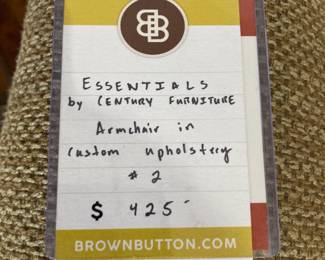 BB
ESSENTIALS
by CENTURY FURNITURE
Armchair in
custom upholstery
#2
$ 425-
BROWNBUTTON.COM